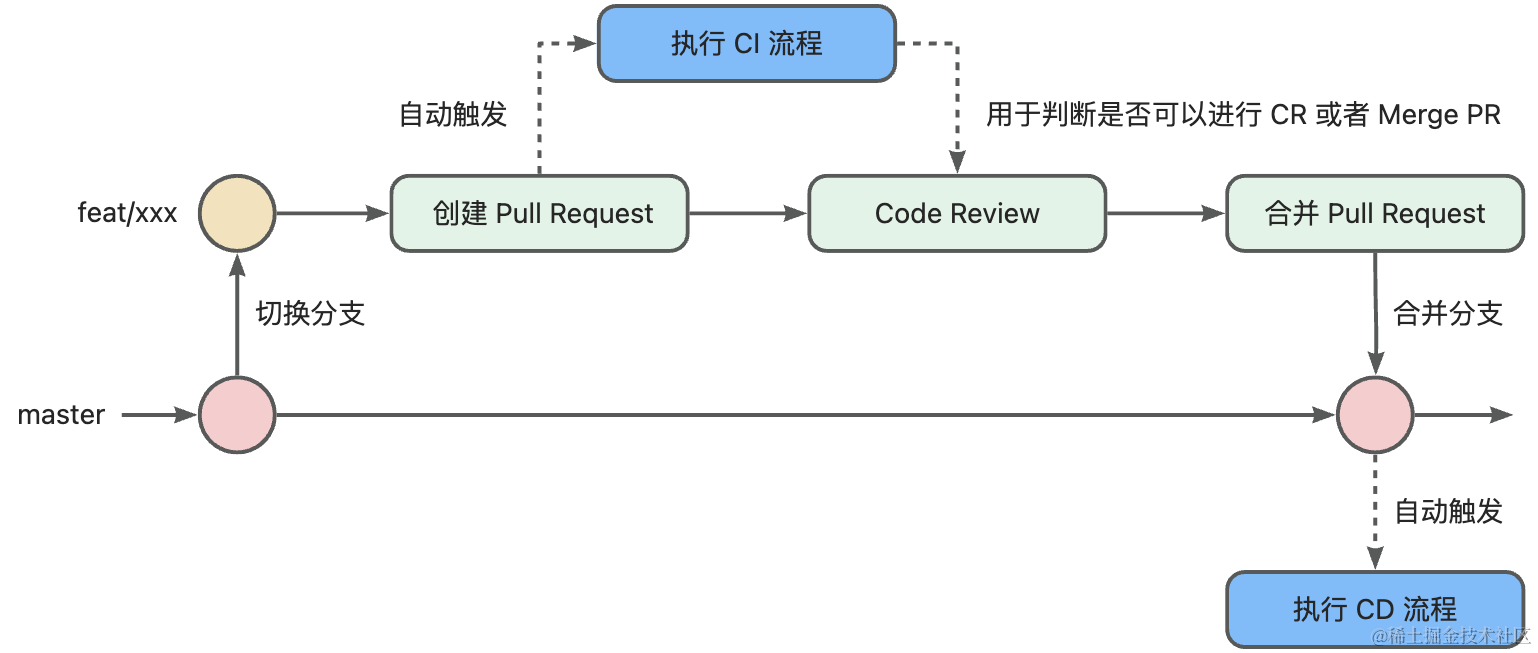 执行 CI 流程
自动触发
用于判断是否可以进行 CR 或者 Merge PR
feat/xxx
创建 Pull Request
Code Review
合并 Pull Request
切换分支
合并分支
master
自动触发
执行 CD 流程
@稀土掘金技术社区